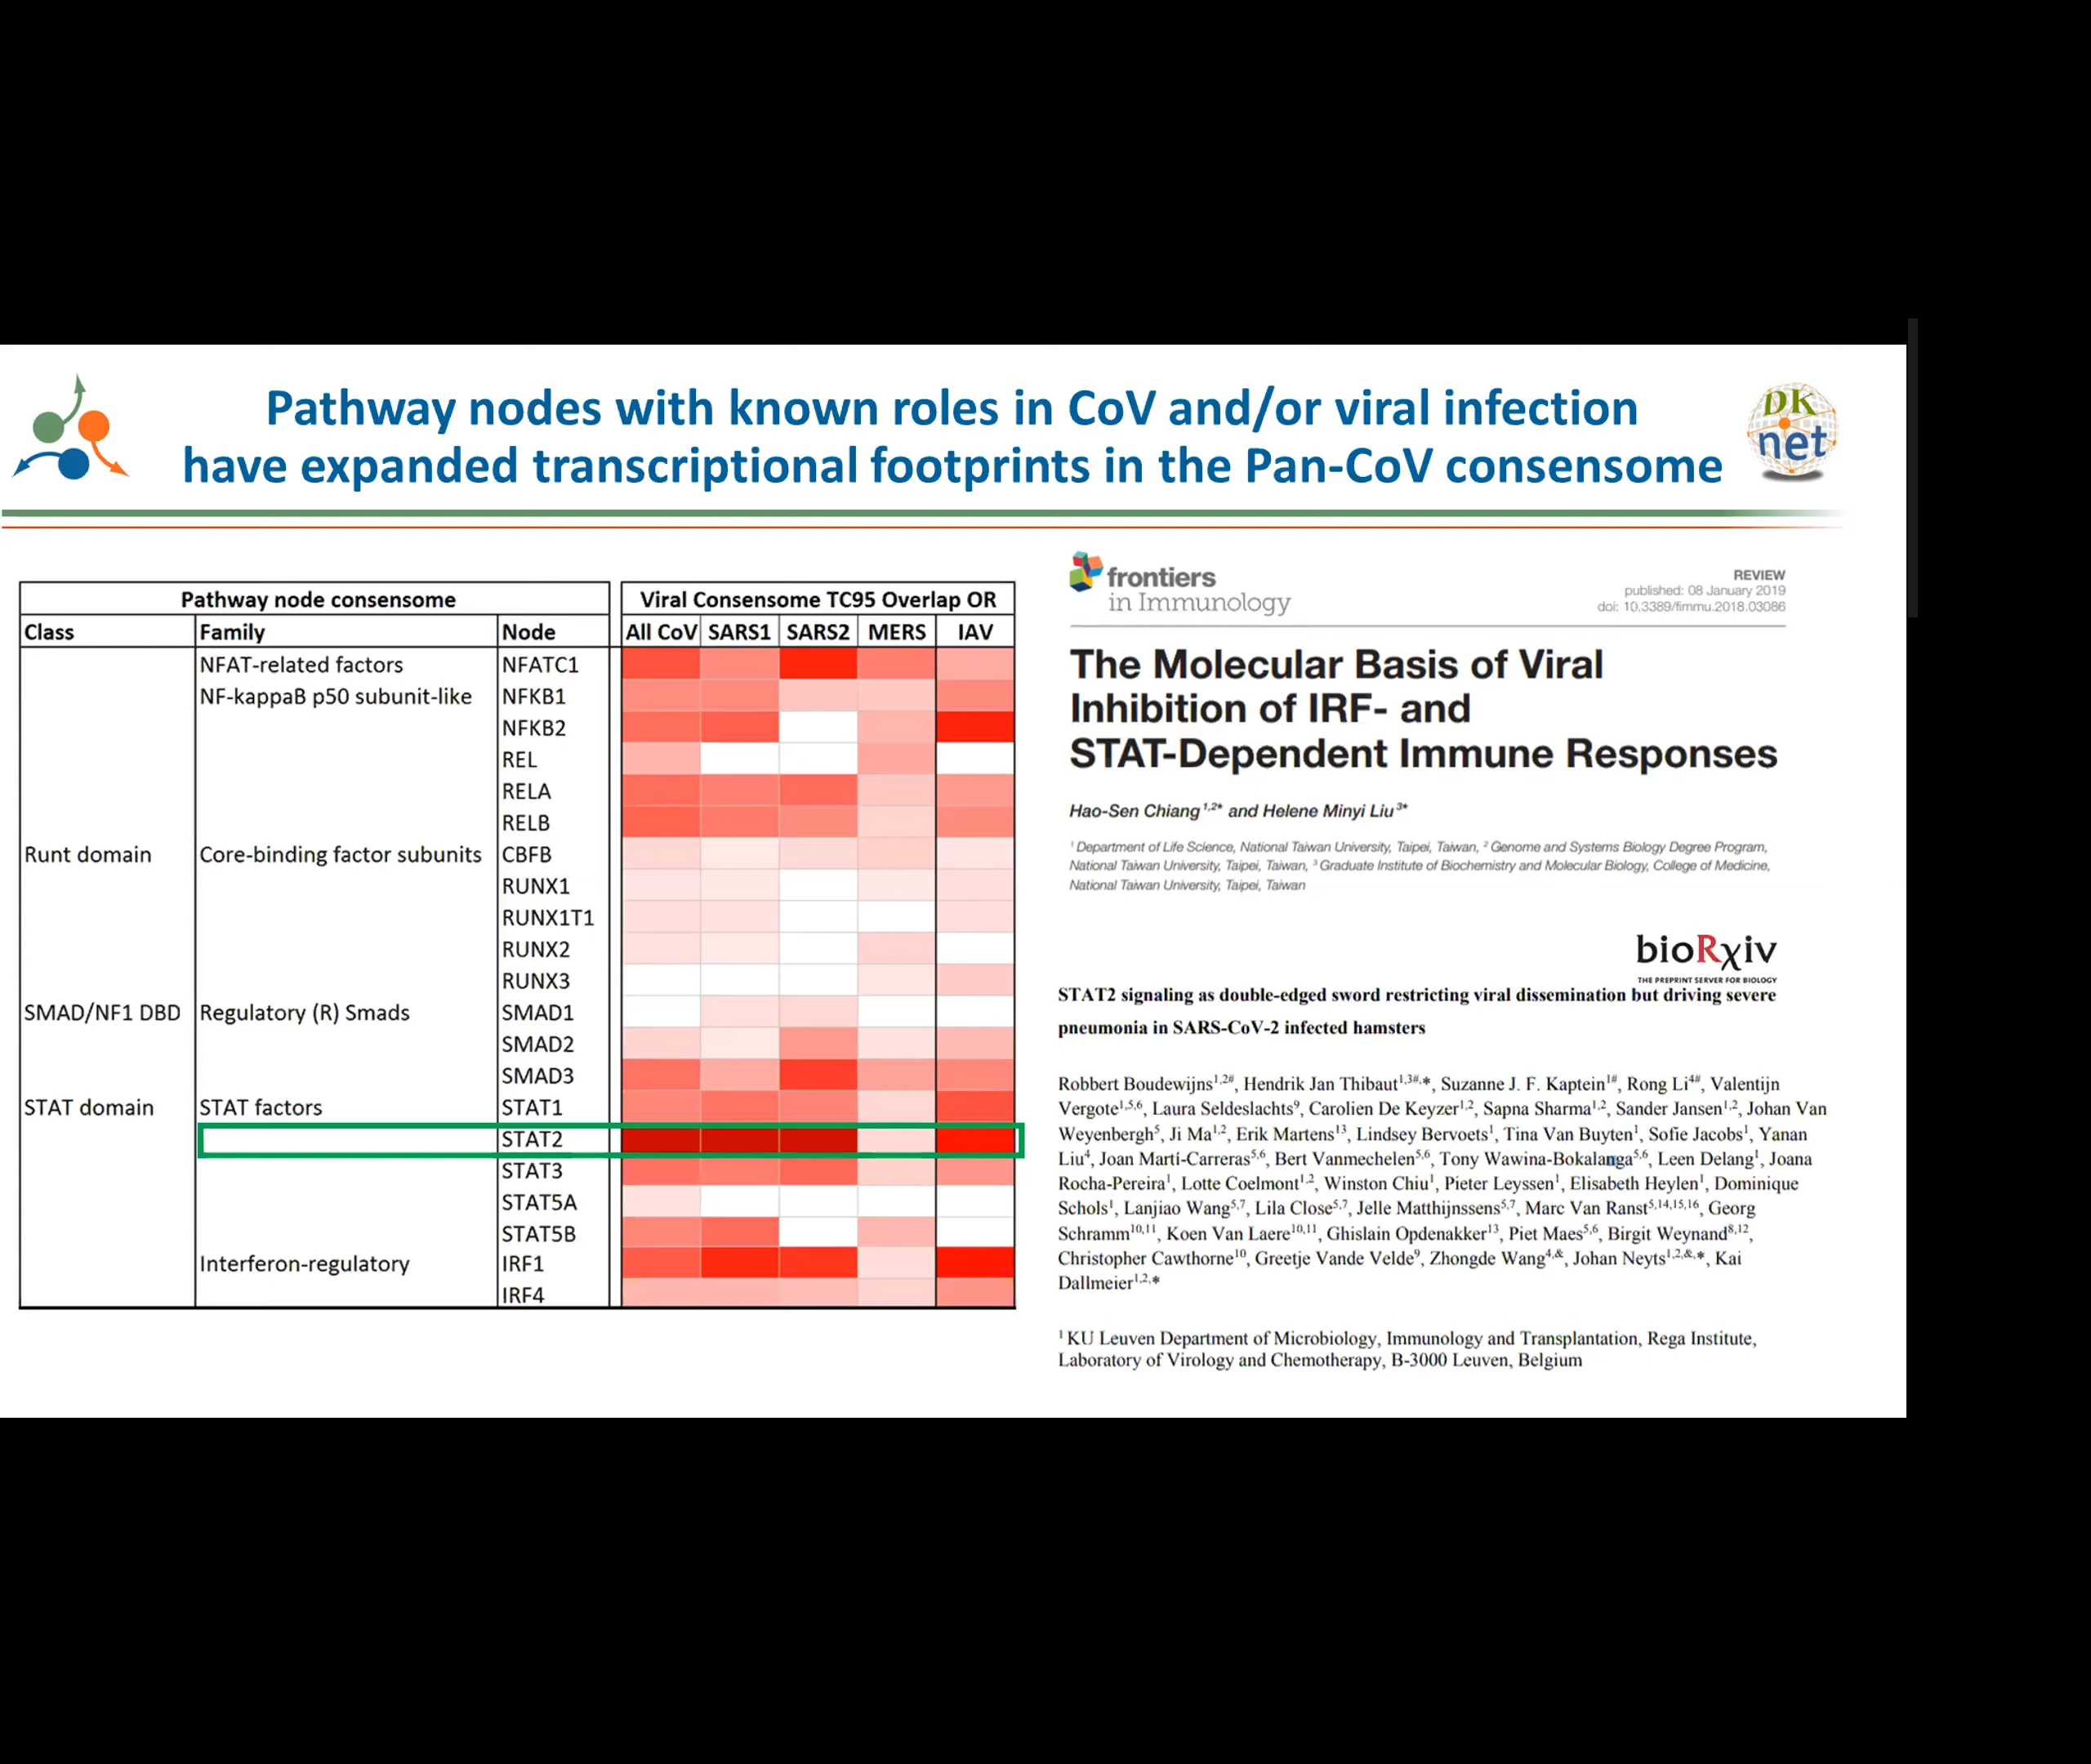 Pathway nodes with known roles in CoV and/or viral infection
have expanded transcriptional footprints in the Pan-CoV consensome
DK
net
Pathway node consensome
Viral Consensome TC95 Overlap OR
Class Family Node All CoV SARS1 SARS2 MERS IAV
NFAT-related factors NFATC1
NF-kappaB p50 subunit-like NFKB1
NFKB2
REL
RELA
RELB
Runt domain Core-binding factor subunits CBFB
RUNX1
RUNX1T1
RUNX2
RUNX3
SMAD/NF1 DBD Regulatory (R) Smads SMAD1
SMAD2
SMAD3
STAT domain STAT factors STAT1
STAT2
STAT3
STAT5A
STAT5B
Interferon-regulatory IRF1
IRF4
frontiers
in Immunology
REVIEW
published: 08 January 2019
doi: 10.3389/fimmu.2018.03086
The Molecular Basis of Viral
Inhibition of IRF- and
STAT-Dependent Immune Responses
Hao-Sen Chiang 1,2* and Helene Minyi Liu 3*
1 Department of Life Science, National Taiwan University, Taipei, Taiwan, 2 Genome and Systems Biology Degree Program,
National Taiwan University, Taipei, Taiwan, 3 Graduate Institute of Biochemistry and Molecular Biology, College of Medicine,
National Taiwan University, Taipei, Taiwan
bioRχiv
THE PREPRINT SERVER FOR BIOLOGY
STAT2 signaling as double-edged sword restricting viral dissemination but driving severe
pneumonia in SARS-CoV-2 infected hamsters
Robbert Boudewijns1,2#, Hendrik Jan Thibaut1,3#,*, Suzanne J. F. Kaptein1#, Rong Li4#, Valentijn
Vergote1,5,6, Laura Seldeslachts9, Carolien De Keyzer1,2, Sapna Sharma1,2, Sander Jansen1,2, Johan Van
Weyenbergh5, Ji Ma1,2, Erik Martens13, Lindsey Bervoets1, Tina Van Buyten1, Sofie Jacobs1, Yanan
Liu4, Joan Martí-Carreras5,6, Bert Vanmechelen5,6, Tony Wawina-Bokalanga5,6, Leen Delang1, Joana
Rocha-Pereira1, Lotte Coelmont1,2, Winston Chiu1, Pieter Leyssen1, Elisabeth Heylen1, Dominique
Schols1, Lanjiao Wang5,7, Lila Close5,7, Jelle Matthijnssens5,7, Marc Van Ranst5,14,15,16, Georg
Schramm10,11, Koen Van Laere10,11, Ghislain Opdenakker13, Piet Maes5,6, Birgit Weynand8,12,
Christopher Cawthorne10, Greetje Vande Velde9, Zhongde Wang4,&, Johan Neyts1,2,&,*, Kai
Dallmeier1,2,*
1 KU Leuven Department of Microbiology, Immunology and Transplantation, Rega Institute,
Laboratory of Virology and Chemotherapy, B-3000 Leuven, Belgium